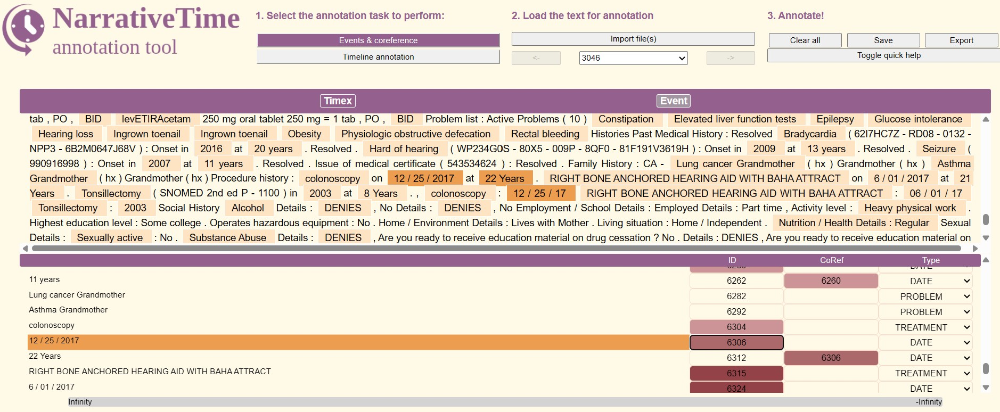 NarrativeTime
annotation tool
1. Select the annotation task to perform:
Events & coreference
Timeline annotation
2. Load the text for annotation
Import file(s)
<- 3046 ->
3. Annotate!
Clear all Save Export
Toggle quick help
Timex Event
tab , PO , BID levETIRAcetam 250 mg oral tablet 250 mg = 1 tab , PO , BID Problem list : Active Problems ( 10 ) Constipation Elevated liver function tests Epilepsy Glucose intolerance
Hearing loss Ingrown toenail Ingrown toenail Obesity Physiologic obstructive defecation Rectal bleeding Histories Past Medical History : Resolved Bradycardia ( 62I7HC7Z - RD08 - 0132 -
NPP3 - 6B2M0647J68V ) : Onset in 2016 at 20 years . Resolved . Hard of hearing ( WP234G0S - 80X5 - 009P - 8QF0 - 81F191V3619H ) : Onset in 2009 at 13 years . Resolved . Seizure (
990916998 ) : Onset in 2007 at 11 years . Resolved . Issue of medical certificate ( 543534624 ) : Resolved . Family History : CA - Lung cancer Grandmother ( hx ) Grandmother ( hx ) Asthma
Grandmother ( hx ) Grandmother ( hx ) Procedure history : colonoscopy on 12 / 25 / 2017 at 22 Years . RIGHT BONE ANCHORED HEARING AID WITH BAHA ATTRACT on 6 / 01 / 2017 at 21
Years . Tonsillectomy ( SNOMED 2nd ed P - 1100 ) in 2003 at 8 Years . , colonoscopy : 12 / 25 / 17 RIGHT BONE ANCHORED HEARING AID WITH BAHA ATTRACT : 06 / 01 / 17
Tonsillectomy : 2003 Social History Alcohol Details : DENIES , No Details : DENIES , No Employment / School Details : Employed Details : Part time , Activity level : Heavy physical work .
Highest education level : Some college . Operates hazardous equipment : No . Home / Environment Details : Lives with Mother . Living situation : Home / Independent . Nutrition / Health Details : Regular Sexual
Details : Sexually active : No . Substance Abuse Details : DENIES , Are you ready to receive education material on drug cessation ? No . Details : DENIES , Are you ready to receive education material on
ID CoRef Type
6260 DATE
11 years 6262 6260 DATE
Lung cancer Grandmother 6282 PROBLEM
Asthma Grandmother 6292 PROBLEM
colonoscopy 6304 TREATMENT
12 / 25 / 2017 6306 DATE
22 Years 6312 6306 DATE
RIGHT BONE ANCHORED HEARING AID WITH BAHA ATTRACT 6315 TREATMENT
6 / 01 / 2017 6324 DATE
Infinity -Infinity